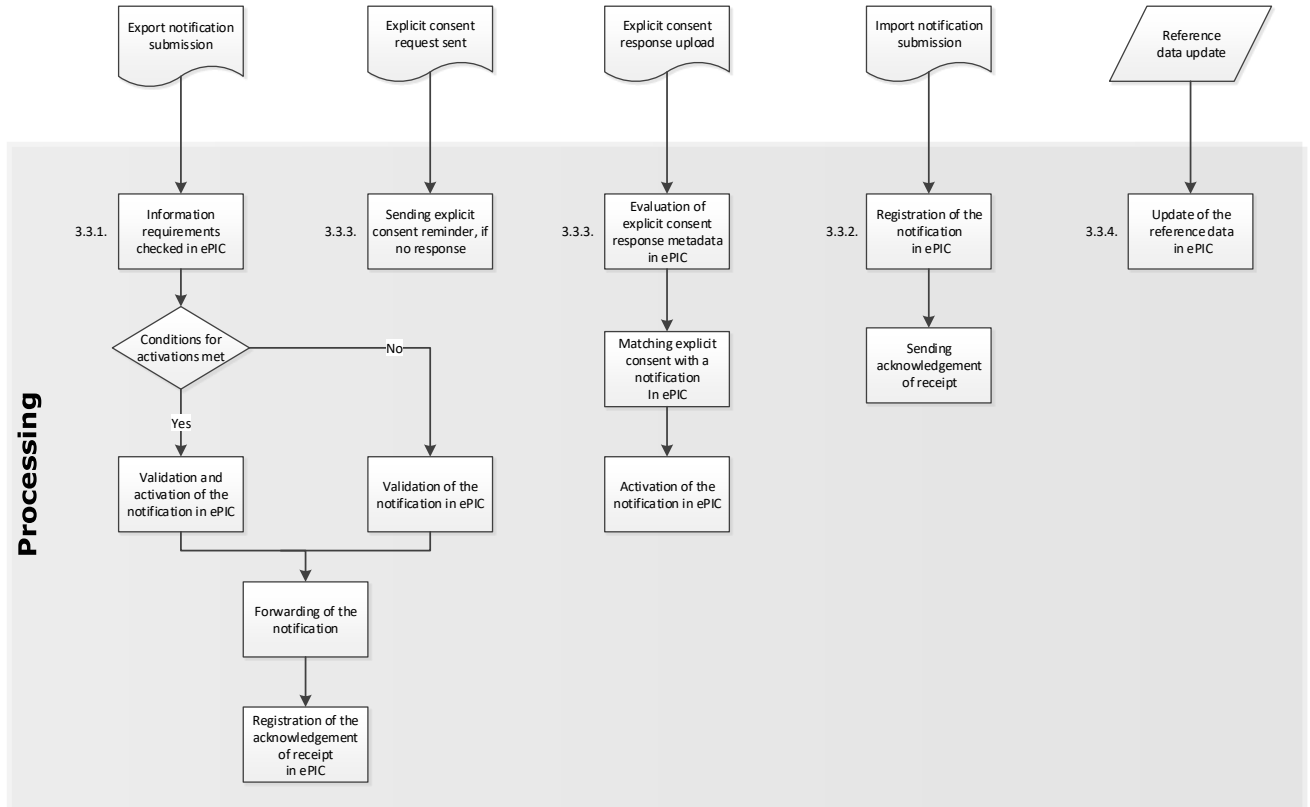 Export notification
submission
Explicit consent
request sent
Explicit consent
response upload
Import notification
submission
Reference
data update
3.3.1.
Information
requirements
checked in ePIC
3.3.3.
Sending explicit
consent reminder, if
no response
3.3.3.
Evaluation of
explicit consent
response metadata
in ePIC
3.3.2.
Registration of the
notification
in ePIC
3.3.4.
Update of the
reference data
in ePIC
Conditions for
activations met
No
Yes
Matching explicit
consent with a
notification
In ePIC
Sending
acknowledgement
of receipt
Processing
Validation and
activation of the
notification in ePIC
Validation of the
notification in ePIC
Activation of the
notification in ePIC
Forwarding of the
notification
Registration of the
acknowledgement
of receipt
in ePIC